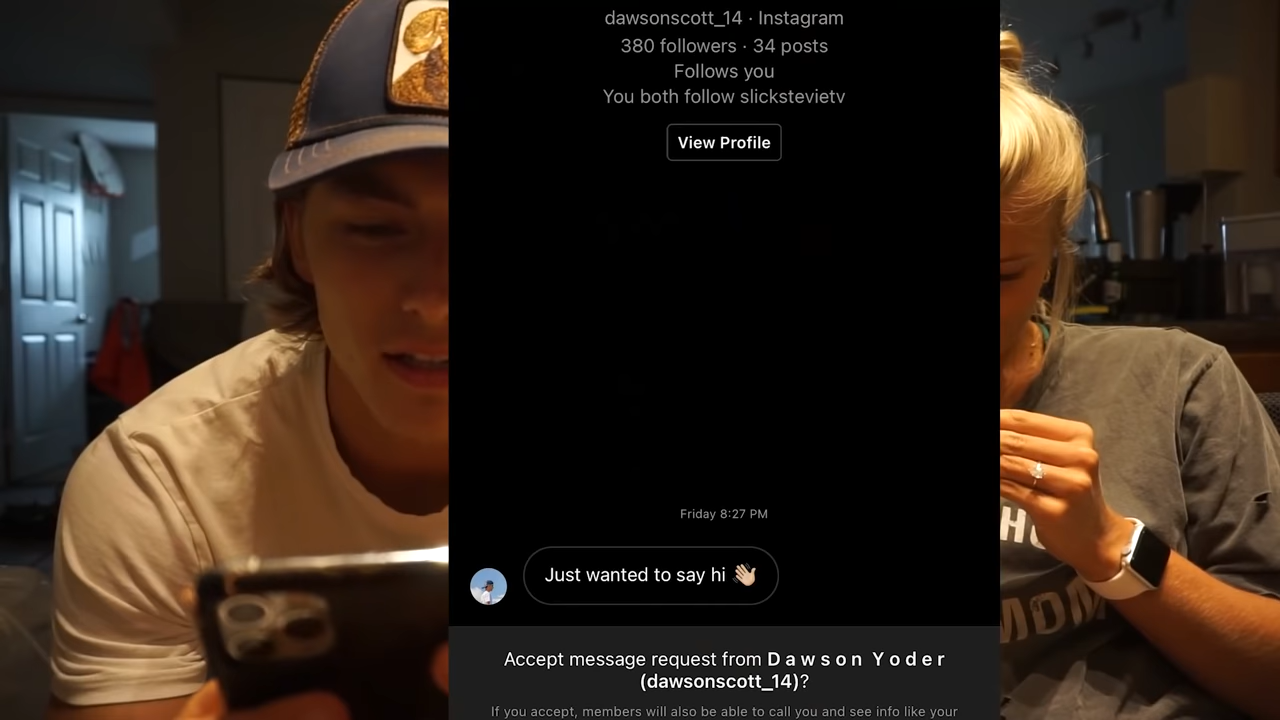 dawsonscott_14 · Instagram
380 followers · 34 posts
Follows you
You both follow slickstevietv
View Profile
Friday 8:27 PM
Just wanted to say hi 👋🏼
Accept message request from D a w s o n Y o d e r
(dawsonscott_14)?
If you accept, members will also be able to call you and see info like your